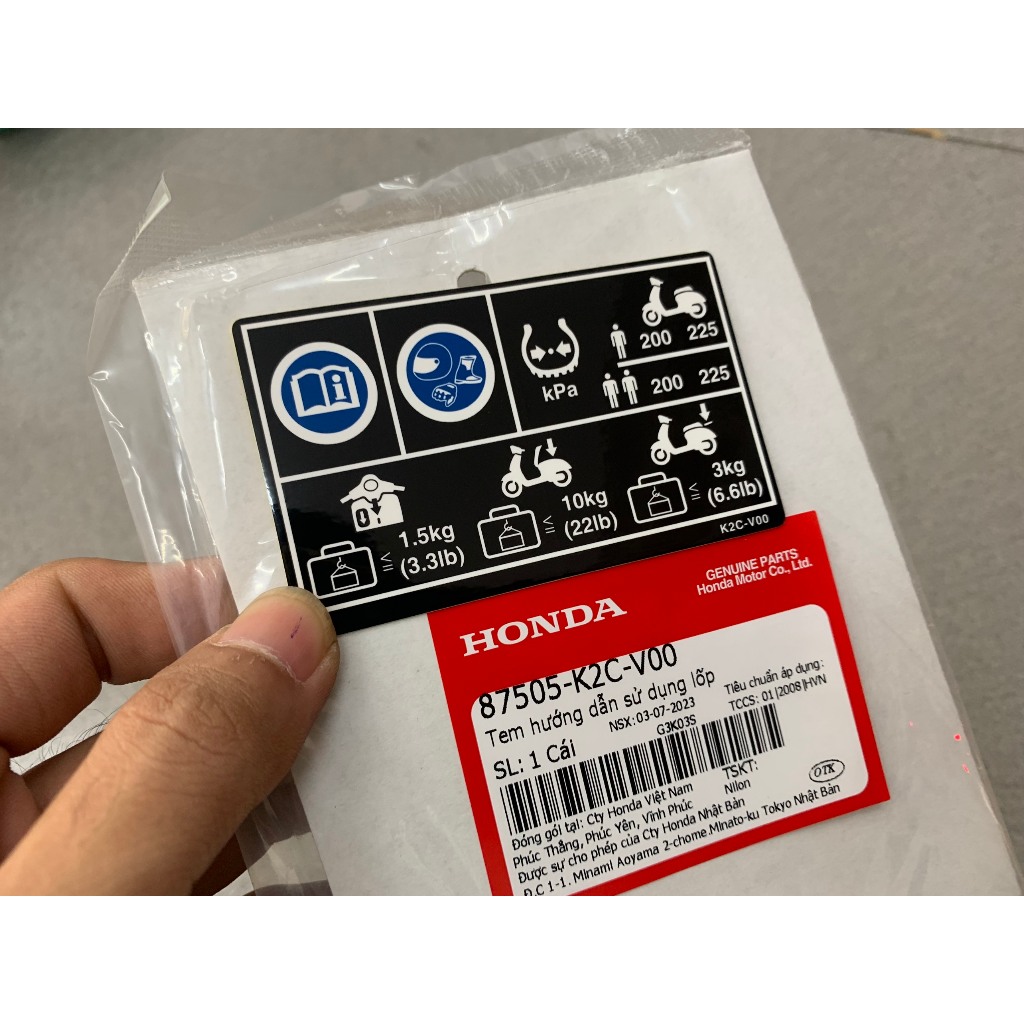 kPa
200 225
200 225
1.5kg
≤ (3.3lb)
10kg
≤ (22lb)
3kg
≤ (6.6lb)
K2C-V00
GENUINE PARTS
Honda Motor Co., Ltd.
HONDA
87505-K2C-V00
Tem hướng dẫn sử dụng lốp
Tiêu chuẩn áp dụng:
NSX: 03-07-2023
TCCS: 01|2008|HVN
SL: 1 Cái
G3K03S
TSKT:
Nilon
OTK
Đóng gói tại: Cty Honda Việt Nam
Phúc Thắng, Phúc Yên, Vĩnh Phúc
Được sự cho phép của Cty Honda Nhật Bản
Đ.C 1-1. Minami Aoyama 2-chome.Minato-ku Tokyo Nhật Bản